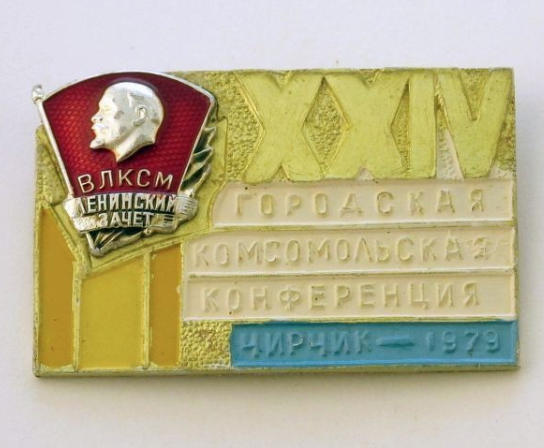 ВЛКСМ
ЛЕНИНСКИЙ
ЗАЧЕТ
XXIV
ГОРОДСКАЯ
КОМСОМОЛЬСКАЯ
КОНФЕРЕНЦИЯ
ЧИРЧИК — 1979